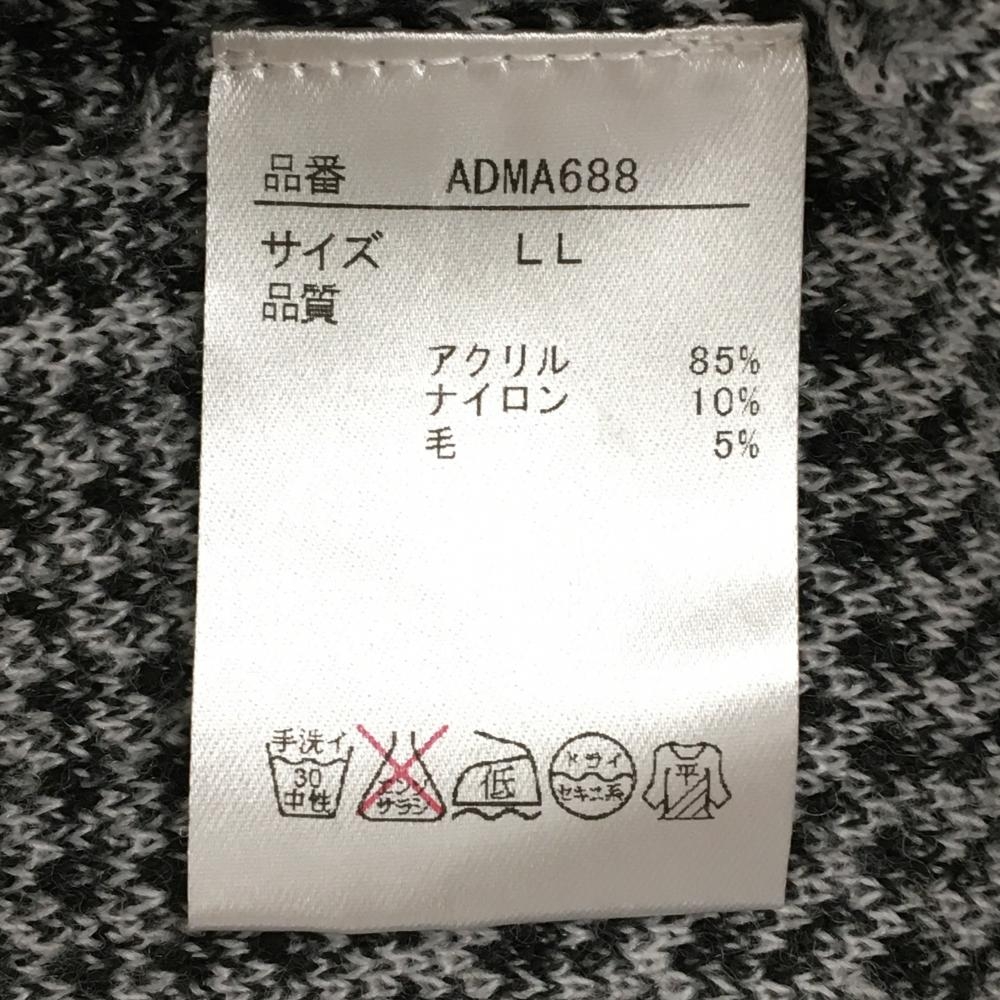 品番 ADMA688
サイズ LL
品質
アクリル 85%
ナイロン 10%
毛 5%
手洗イ
30
中性
エンソ
サラシ
低
ドライ
セキユ系
平